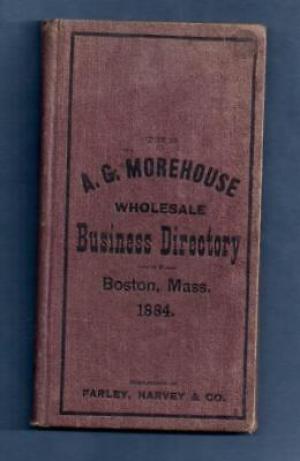 THE
A. G. MOREHOUSE
WHOLESALE
Business Directory
Boston, Mass.
1884.
FARLEY, HARVEY & CO.